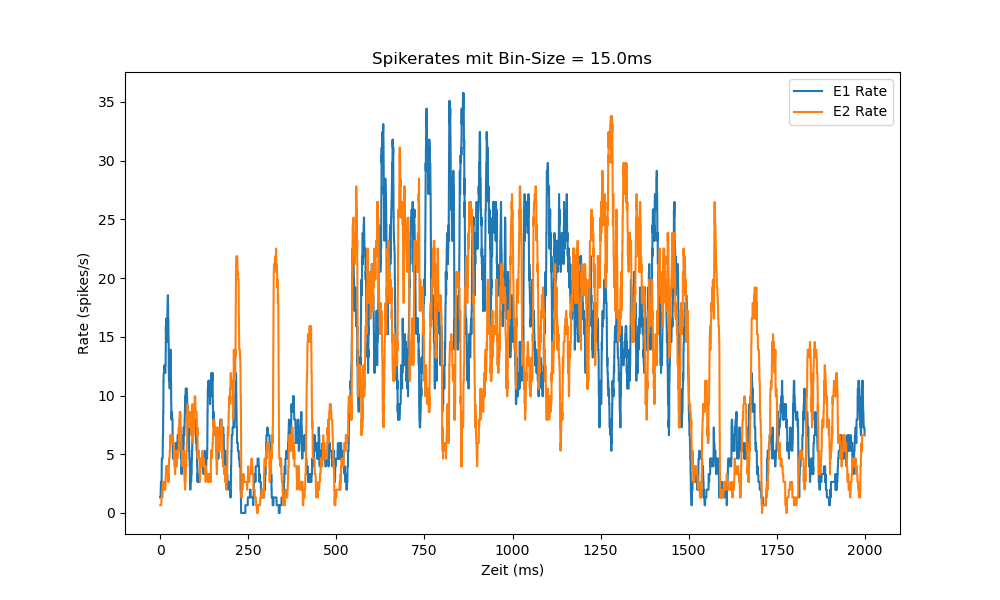 Spikerates mit Bin-Size = 15.0ms
E1 Rate
E2 Rate
35
30
25
20
15
10
5
0
Rate (spikes/s)
0 250 500 750 1000 1250 1500 1750 2000
Zeit (ms)